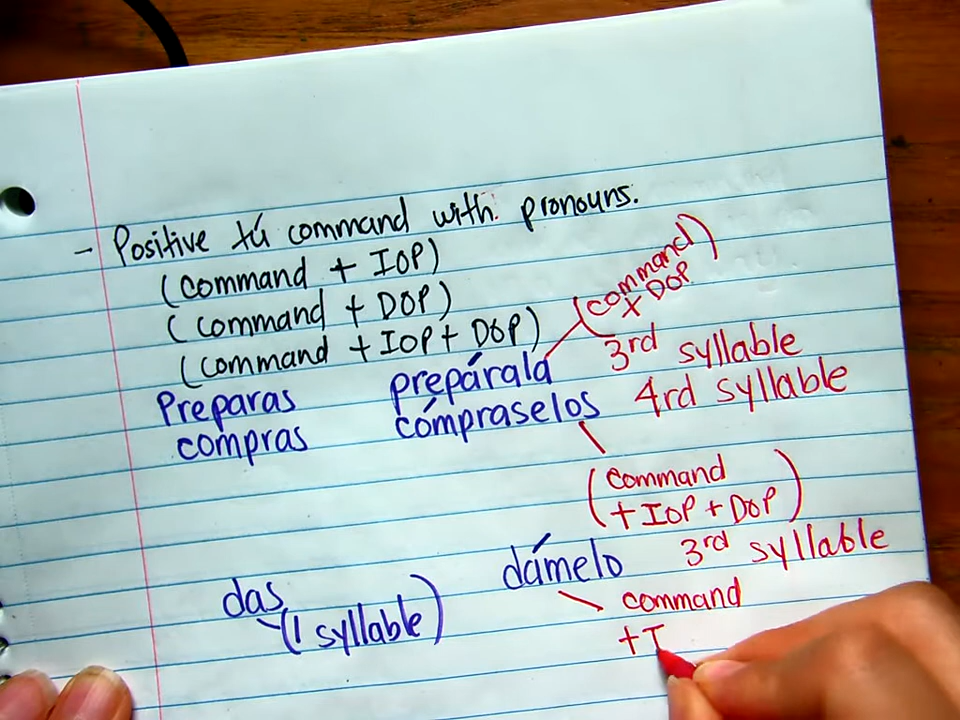 - Positive tú command with pronouns.
(command + IOP)
(command + DOP)
(command + IOP + DOP)
(command
+ DOP)
Preparas prepárala 3rd syllable
compras cómpraselos 4rd syllable
(command
+ IOP + DOP)
das dámelo 3rd syllable
(1 syllable) command
+ I